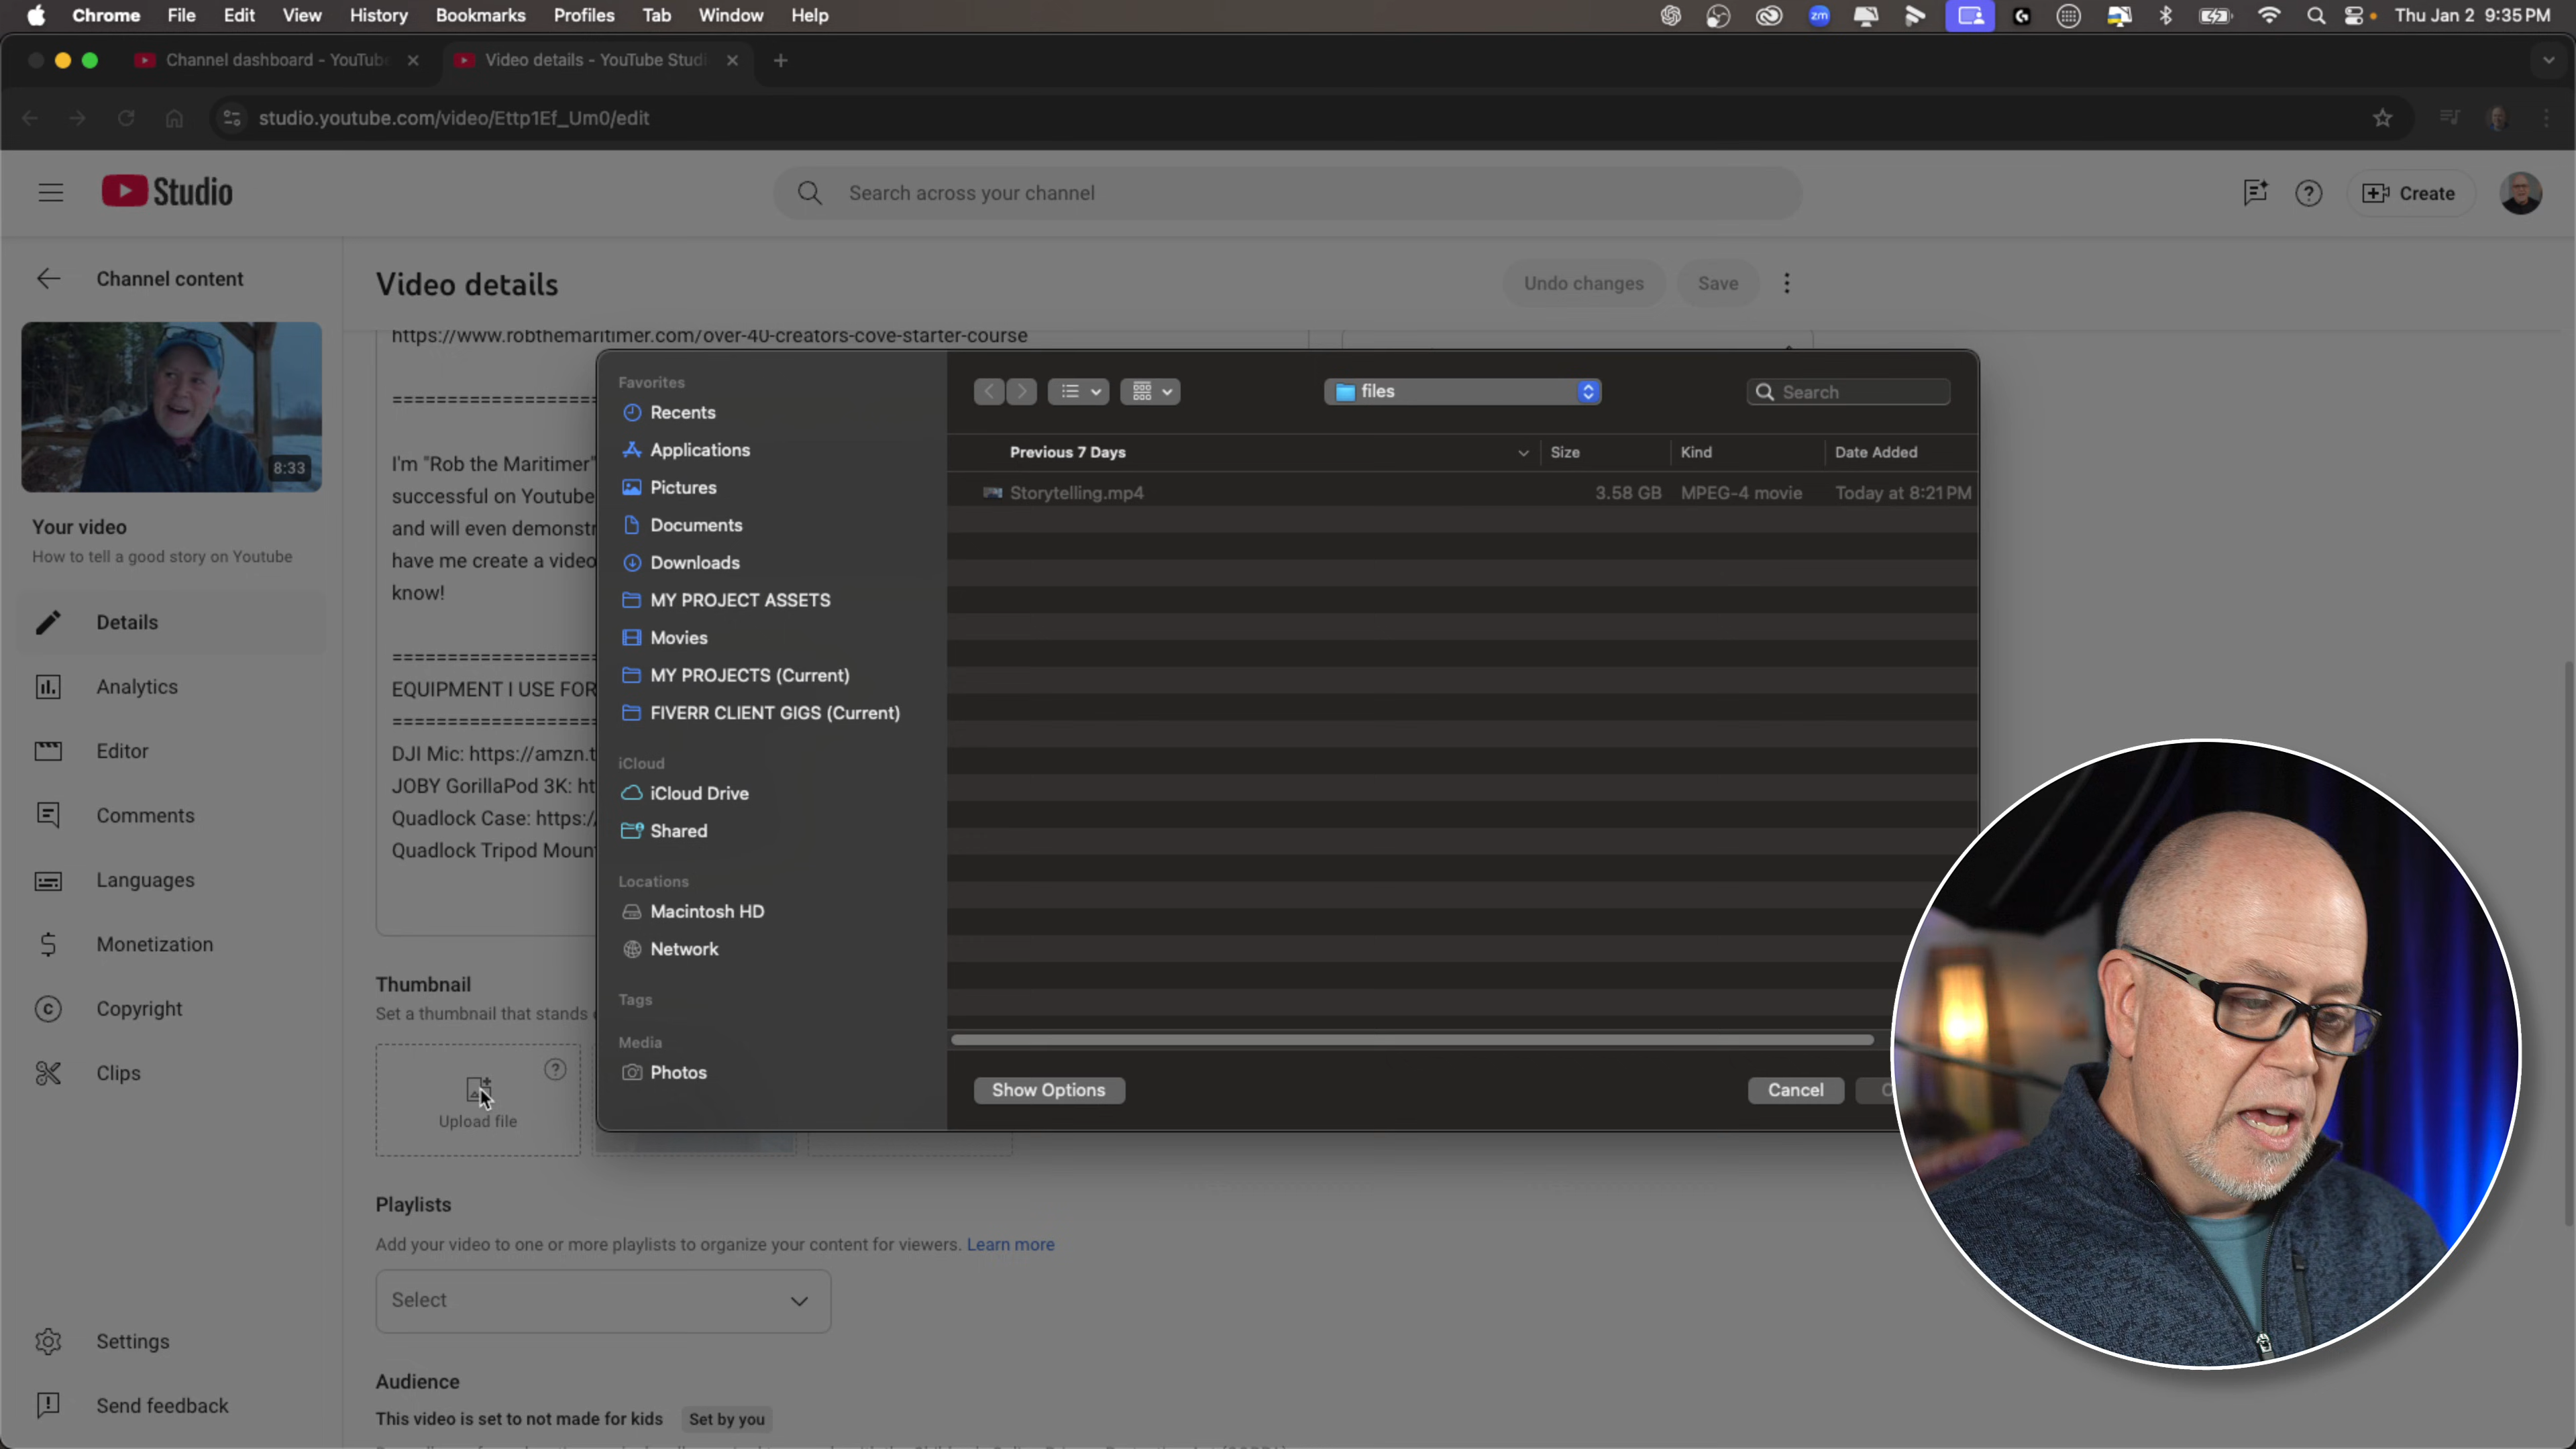 Chrome File Edit View History Bookmarks Profiles Tab Window Help
zm
Thu Jan 2 9:35 PM
Channel dashboard - YouTube
Video details - YouTube Studi
studio.youtube.com/video/Ettp1Ef_Um0/edit
Studio
Search across your channel
Create
Channel content
8:33
Your video
How to tell a good story on Youtube
Details
Analytics
Editor
Comments
Languages
Monetization
Copyright
Clips
Settings
Send feedback
Video details
Undo changes
Save
https://www.robthemaritimer.com/over-40-creators-cove-starter-course
====================
I'm "Rob the Maritimer"
successful on Youtube
and will even demonstr
have me create a video
know!
====================
EQUIPMENT I USE FOR
====================
DJI Mic: https://amzn.t
JOBY GorillaPod 3K: ht
Quadlock Case: https:/
Quadlock Tripod Moun
Thumbnail
Set a thumbnail that stands
Upload file
Playlists
Add your video to one or more playlists to organize your content for viewers. Learn more
Select
Audience
This video is set to not made for kids Set by you
Favorites
Recents
Applications
Pictures
Documents
Downloads
MY PROJECT ASSETS
Movies
MY PROJECTS (Current)
FIVERR CLIENT GIGS (Current)
iCloud
iCloud Drive
Shared
Locations
Macintosh HD
Network
Tags
Media
Photos
files
Search
Previous 7 Days Size Kind Date Added
Storytelling.mp4 3.58 GB MPEG-4 movie Today at 8:21 PM
Show Options
Cancel